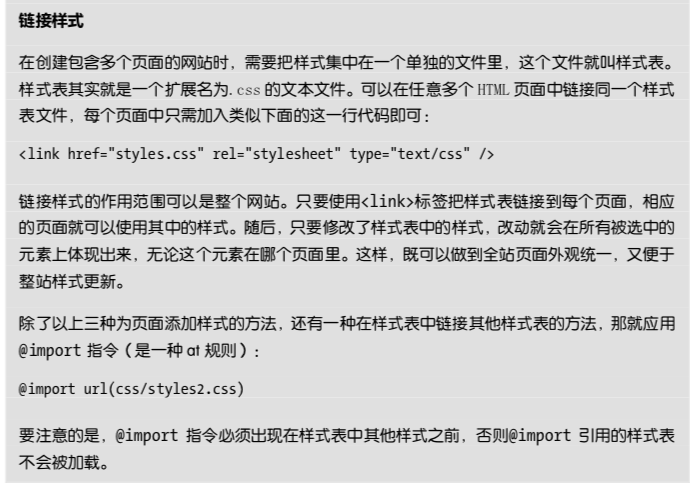 链接样式
在创建包含多个页面的网站时，需要把样式集中在一个单独的文件里，这个文件就叫样式表。
样式表其实就是一个扩展名为.css 的文本文件。可以在任意多个 HTML 页面中链接同一个样式
表文件，每个页面中只需加入类似下面的这一行代码即可：
<link href="styles.css" rel="stylesheet" type="text/css" />
链接样式的作用范围可以是整个网站。只要使用<link>标签把样式表链接到每个页面，相应
的页面就可以使用其中的样式。随后，只要修改了样式表中的样式，改动就会在所有被选中的
元素上体现出来，无论这个元素在哪个页面里。这样，既可以做到全站页面外观统一，又便于
整站样式更新。
除了以上三种为页面添加样式的方法，还有一种在样式表中链接其他样式表的方法，那就应用
@import 指令（是一种 at 规则）：
@import url(css/styles2.css)
要注意的是，@import 指令必须出现在样式表中其他样式之前，否则@import 引用的样式表
不会被加载。